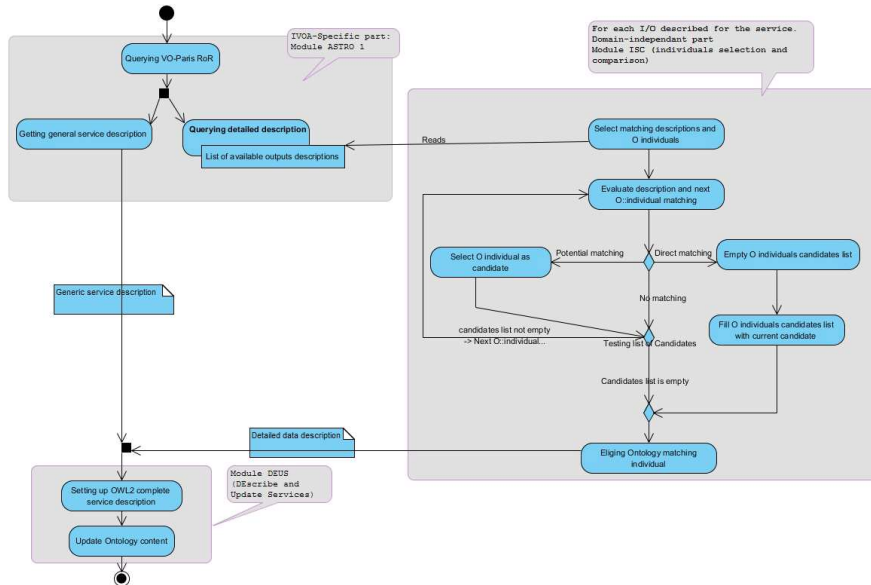 IVOA-Specific part:
Module ASTRO 1
Querying VO-Paris RoR
Getting general service description
Querying detailed description
List of available outputs descriptions
Reads
For each I/O described for the service.
Domain-independant part
Module ISC (individuals selection and
comparison)
Select matching descriptions and
O individuals
Evaluate description and next
O::individual matching
Select O individual as
candidate
Potential matching
Direct matching
Empty O individuals candidates list
No matching
Fill O individuals candidates list
with current candidate
candidates list not empty
-> Next O::individual...
Testing list of Candidates
Candidates list is empty
Eliging Ontology matching
individual
Generic service description
Detailed data description
Module DEUS
(DEscribe and
Update Services)
Setting up OWL2 complete
service description
Update Ontology content